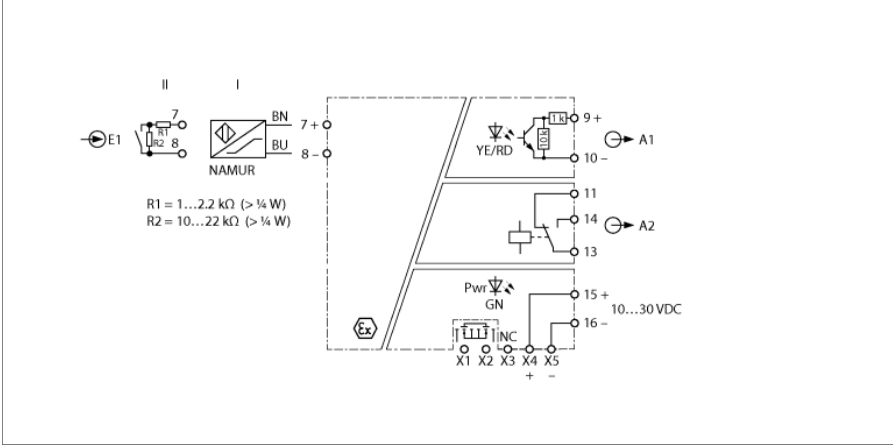 II I
E1
7
R1
R2 8
BN 7 +
BU 8 –
NAMUR
R1 = 1…2.2 kΩ (> ¼ W)
R2 = 10…22 kΩ (> ¼ W)
YE/RD
1 k
10 k
9 +
A1
10 –
11
14
A2
13
Pwr
GN
15 +
10…30 VDC
16 –
Ex
NC
X1 X2 X3 X4 X5
+ –